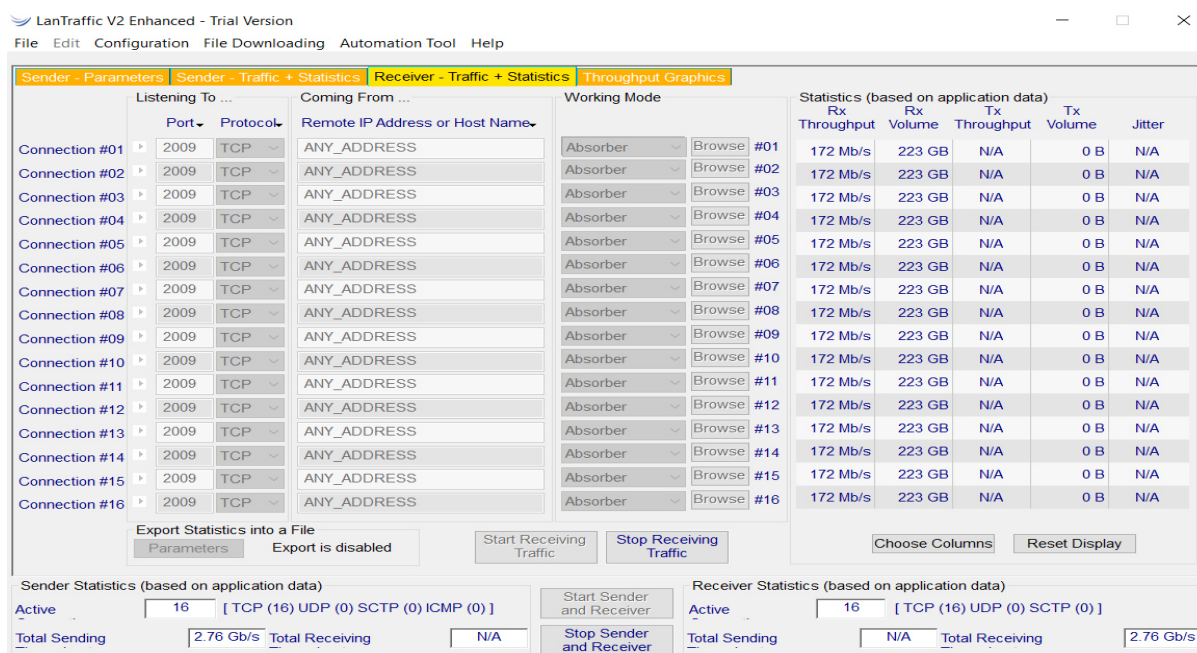 LanTraffic V2 Enhanced - Trial Version
File Edit Configuration File Downloading Automation Tool Help
Sender - Parameters Sender - Traffic + Statistics Receiver - Traffic + Statistics Throughput Graphics
Listening To ... Coming From ... Working Mode Statistics (based on application data)
Rx Rx Tx Tx
Port Protocol Remote IP Address or Host Name Throughput Volume Throughput Volume Jitter
Connection #01 2009 TCP ANY_ADDRESS Absorber Browse #01 172 Mb/s 223 GB N/A 0 B N/A
Connection #02 2009 TCP ANY_ADDRESS Absorber Browse #02 172 Mb/s 223 GB N/A 0 B N/A
Connection #03 2009 TCP ANY_ADDRESS Absorber Browse #03 172 Mb/s 223 GB N/A 0 B N/A
Connection #04 2009 TCP ANY_ADDRESS Absorber Browse #04 172 Mb/s 223 GB N/A 0 B N/A
Connection #05 2009 TCP ANY_ADDRESS Absorber Browse #05 172 Mb/s 223 GB N/A 0 B N/A
Connection #06 2009 TCP ANY_ADDRESS Absorber Browse #06 172 Mb/s 223 GB N/A 0 B N/A
Connection #07 2009 TCP ANY_ADDRESS Absorber Browse #07 172 Mb/s 223 GB N/A 0 B N/A
Connection #08 2009 TCP ANY_ADDRESS Absorber Browse #08 172 Mb/s 223 GB N/A 0 B N/A
Connection #09 2009 TCP ANY_ADDRESS Absorber Browse #09 172 Mb/s 223 GB N/A 0 B N/A
Connection #10 2009 TCP ANY_ADDRESS Absorber Browse #10 172 Mb/s 223 GB N/A 0 B N/A
Connection #11 2009 TCP ANY_ADDRESS Absorber Browse #11 172 Mb/s 223 GB N/A 0 B N/A
Connection #12 2009 TCP ANY_ADDRESS Absorber Browse #12 172 Mb/s 223 GB N/A 0 B N/A
Connection #13 2009 TCP ANY_ADDRESS Absorber Browse #13 172 Mb/s 223 GB N/A 0 B N/A
Connection #14 2009 TCP ANY_ADDRESS Absorber Browse #14 172 Mb/s 223 GB N/A 0 B N/A
Connection #15 2009 TCP ANY_ADDRESS Absorber Browse #15 172 Mb/s 223 GB N/A 0 B N/A
Connection #16 2009 TCP ANY_ADDRESS Absorber Browse #16 172 Mb/s 223 GB N/A 0 B N/A
Export Statistics into a File
Parameters Export is disabled
Start Receiving
Traffic
Stop Receiving
Traffic
Choose Columns Reset Display
Sender Statistics (based on application data)
Active 16 [ TCP (16) UDP (0) SCTP (0) ICMP (0) ]
Total Sending 2.76 Gb/s Total Receiving N/A
Start Sender
and Receiver
Stop Sender
and Receiver
Receiver Statistics (based on application data)
Active 16 [ TCP (16) UDP (0) SCTP (0) ]
Total Sending N/A Total Receiving 2.76 Gb/s